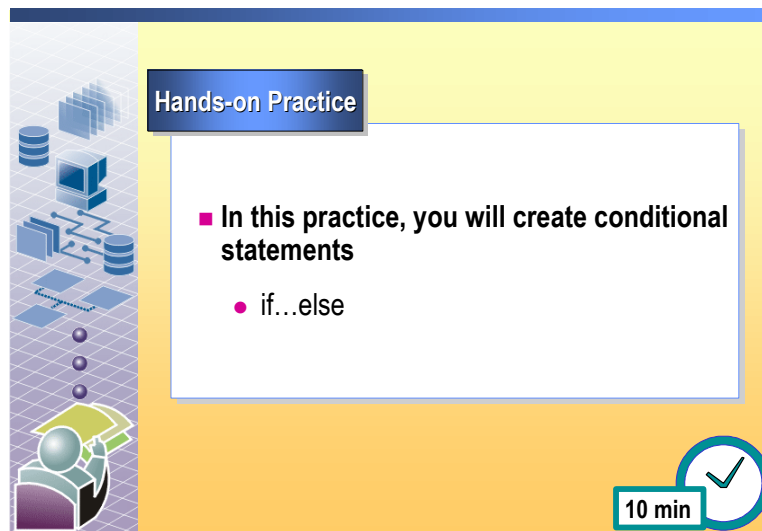 Hands-on Practice
In this practice, you will create conditional
statements
if…else
10 min